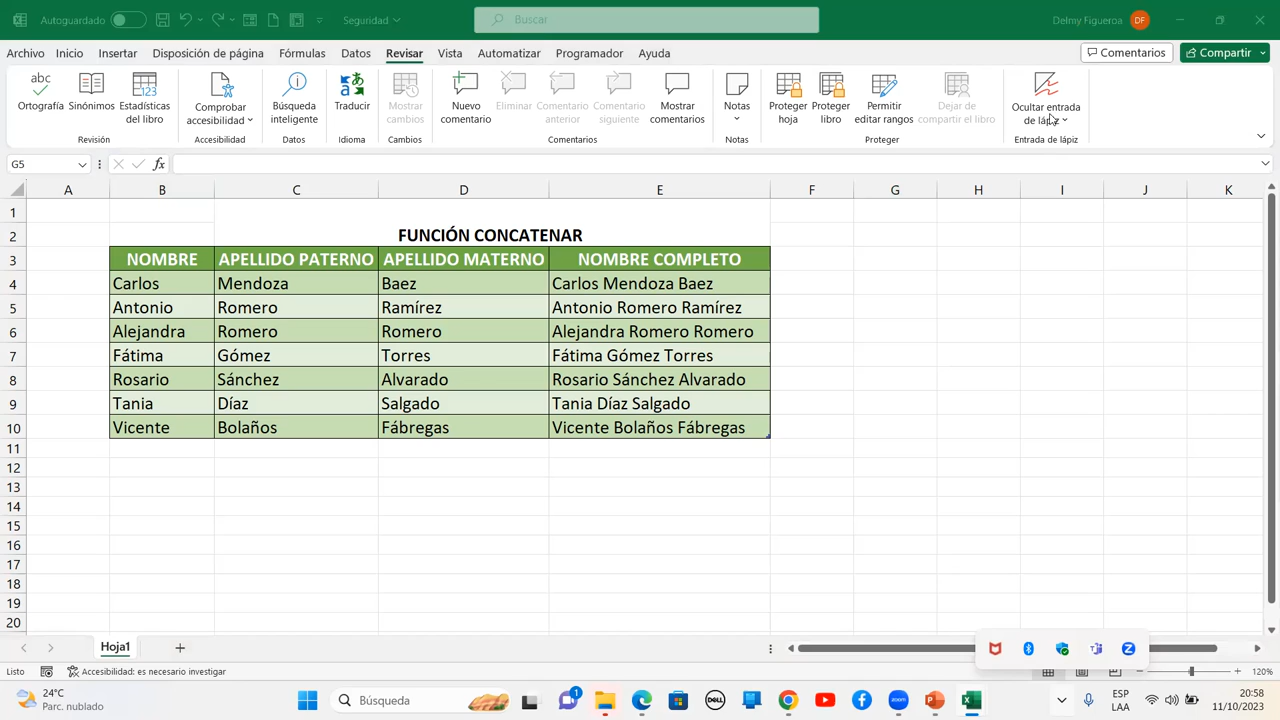 Autoguardado
Seguridad
Buscar
Delmy Figueroa
DF
Archivo Inicio Insertar Disposición de página Fórmulas Datos Revisar Vista Automatizar Programador Ayuda
Comentarios
Compartir
Ortografía
Sinónimos
Estadísticas del libro
Comprobar accesibilidad
Búsqueda inteligente
Traducir
Mostrar cambios
Nuevo comentario
Eliminar
Comentario anterior
Comentario siguiente
Mostrar comentarios
Notas
Proteger hoja
Proteger libro
Permitir editar rangos
Dejar de compartir el libro
Ocultar entrada de lápiz
Revisión Accesibilidad Datos Idioma Cambios Comentarios Notas Proteger Entrada de lápiz
G5 fx
A B C D E F G H I J K
1
2 FUNCIÓN CONCATENAR
3 NOMBRE APELLIDO PATERNO APELLIDO MATERNO NOMBRE COMPLETO
4 Carlos Mendoza Baez Carlos Mendoza Baez
5 Antonio Romero Ramírez Antonio Romero Ramírez
6 Alejandra Romero Romero Alejandra Romero Romero
7 Fátima Gómez Torres Fátima Gómez Torres
8 Rosario Sánchez Alvarado Rosario Sánchez Alvarado
9 Tania Díaz Salgado Tania Díaz Salgado
10 Vicente Bolaños Fábregas Vicente Bolaños Fábregas
11
12
13
14
15
16
17
18
19
20
Hoja1
Listo Accesibilidad: es necesario investigar 120%
24°C
Parc. nublado
Búsqueda
ESP
LAA
20:58
11/10/2023